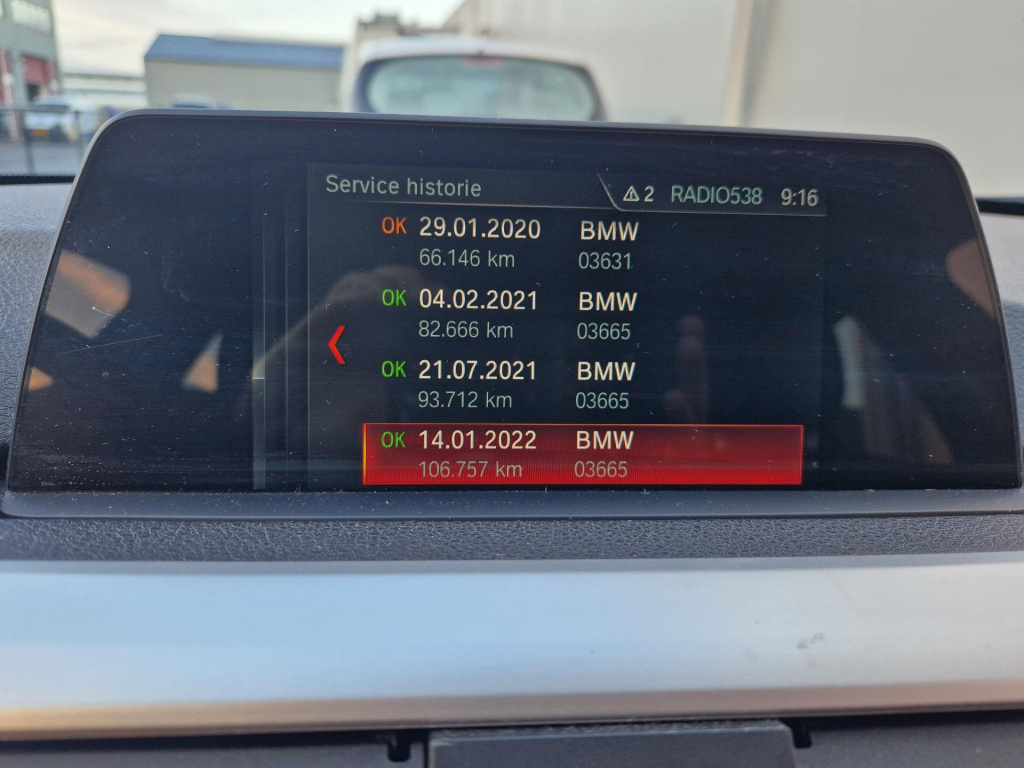 Service historie 2 RADIO538 9:16
OK 29.01.2020 BMW
66.146 km 03631
OK 04.02.2021 BMW
82.666 km 03665
OK 21.07.2021 BMW
93.712 km 03665
OK 14.01.2022 BMW
106.757 km 03665